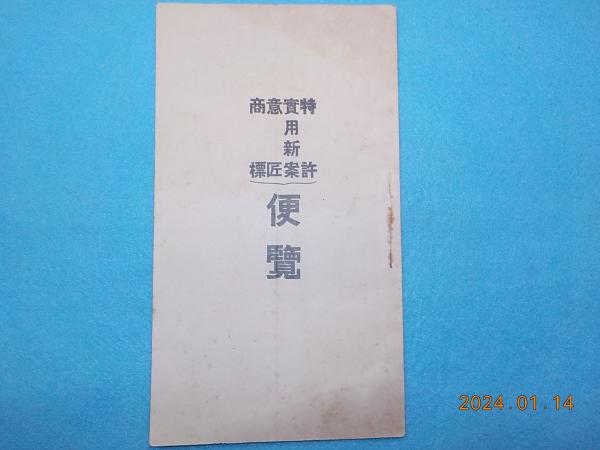 特許
實用新案
意匠
商標
便覽
2024.01.14